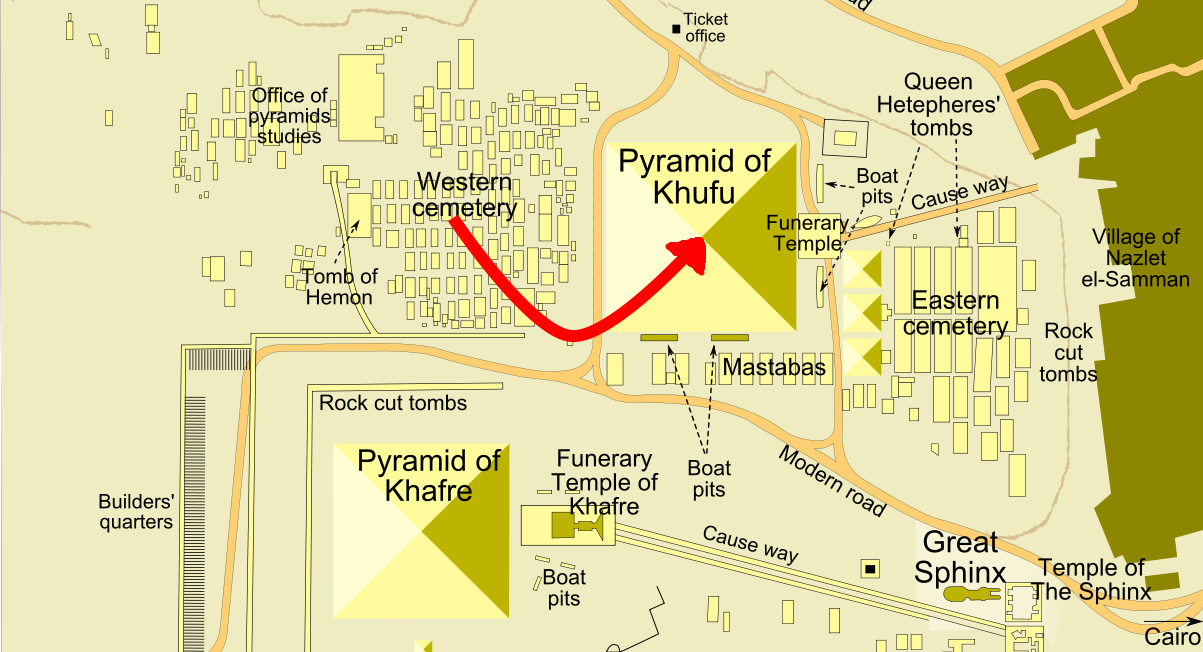 ad
Ticket
office
Office of
pyramids
studies
Queen
Hetepheres'
tombs
Western
cemetery
Pyramid of
Khufu
Boat
pits
Cause way
Funerary
Temple
Village of
Nazlet
el-Samman
Tomb of
Hemon
Eastern
cemetery
Rock
cut
tombs
Mastabas
Rock cut tombs
Pyramid of
Khafre
Funerary
Temple of
Khafre
Boat
pits
Modern road
Builders'
quarters
Cause way
Great
Sphinx
Temple of
The Sphinx
Boat
pits
Cairo